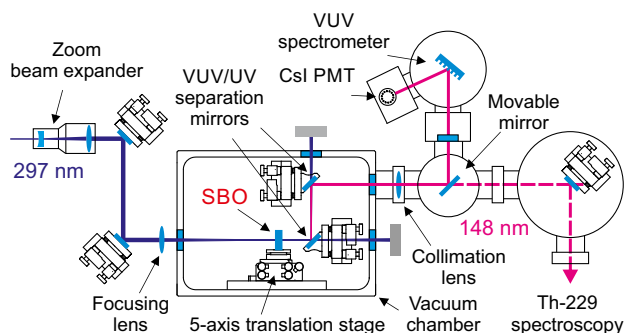 Zoom
beam expander
VUV/UV
separation
mirrors
VUV
spectrometer
CsI PMT
Movable
mirror
297 nm
SBO
148 nm
Collimation
lens
Focusing
lens
5-axis translation stage
Vacuum
chamber
Th-229
spectroscopy